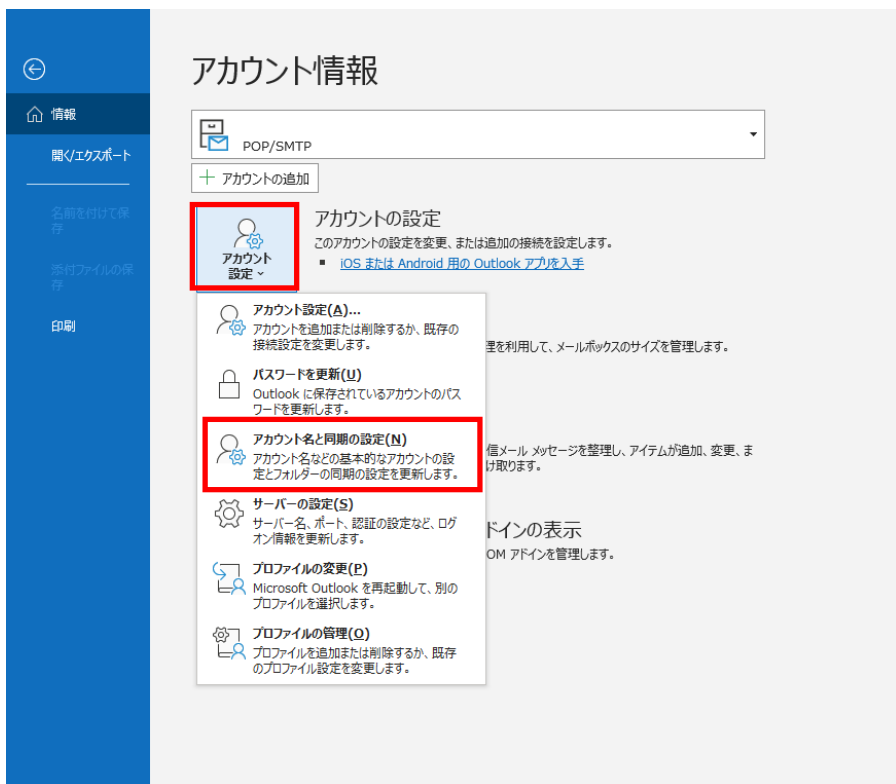 アカウント情報
情報
開く/エクスポート
名前を付けて保
存
添付ファイルの保
存
印刷
POP/SMTP
アカウントの追加
アカウント
設定
アカウントの設定
このアカウントの設定を変更、または追加の接続を設定します。
iOS または Android 用の Outlook アプリを入手
アカウント設定(A)...
アカウントを追加または削除するか、既存の
接続設定を変更します。
パスワードを更新(U)
Outlook に保存されているアカウントのパス
ワードを更新します。
アカウント名と同期の設定(N)
アカウント名などの基本的なアカウントの設
定とフォルダーの同期の設定を更新します。
サーバーの設定(S)
サーバー名、ポート、認証の設定など、ログ
オン情報を更新します。
プロファイルの変更(P)
Microsoft Outlook を再起動して、別の
プロファイルを選択します。
プロファイルの管理(O)
プロファイルを追加または削除するか、既存
のプロファイル設定を変更します。
理を利用して、メールボックスのサイズを管理します。
信メール メッセージを整理し、アイテムが追加、変更、ま
け取ります。
ドインの表示
OM アドインを管理します。